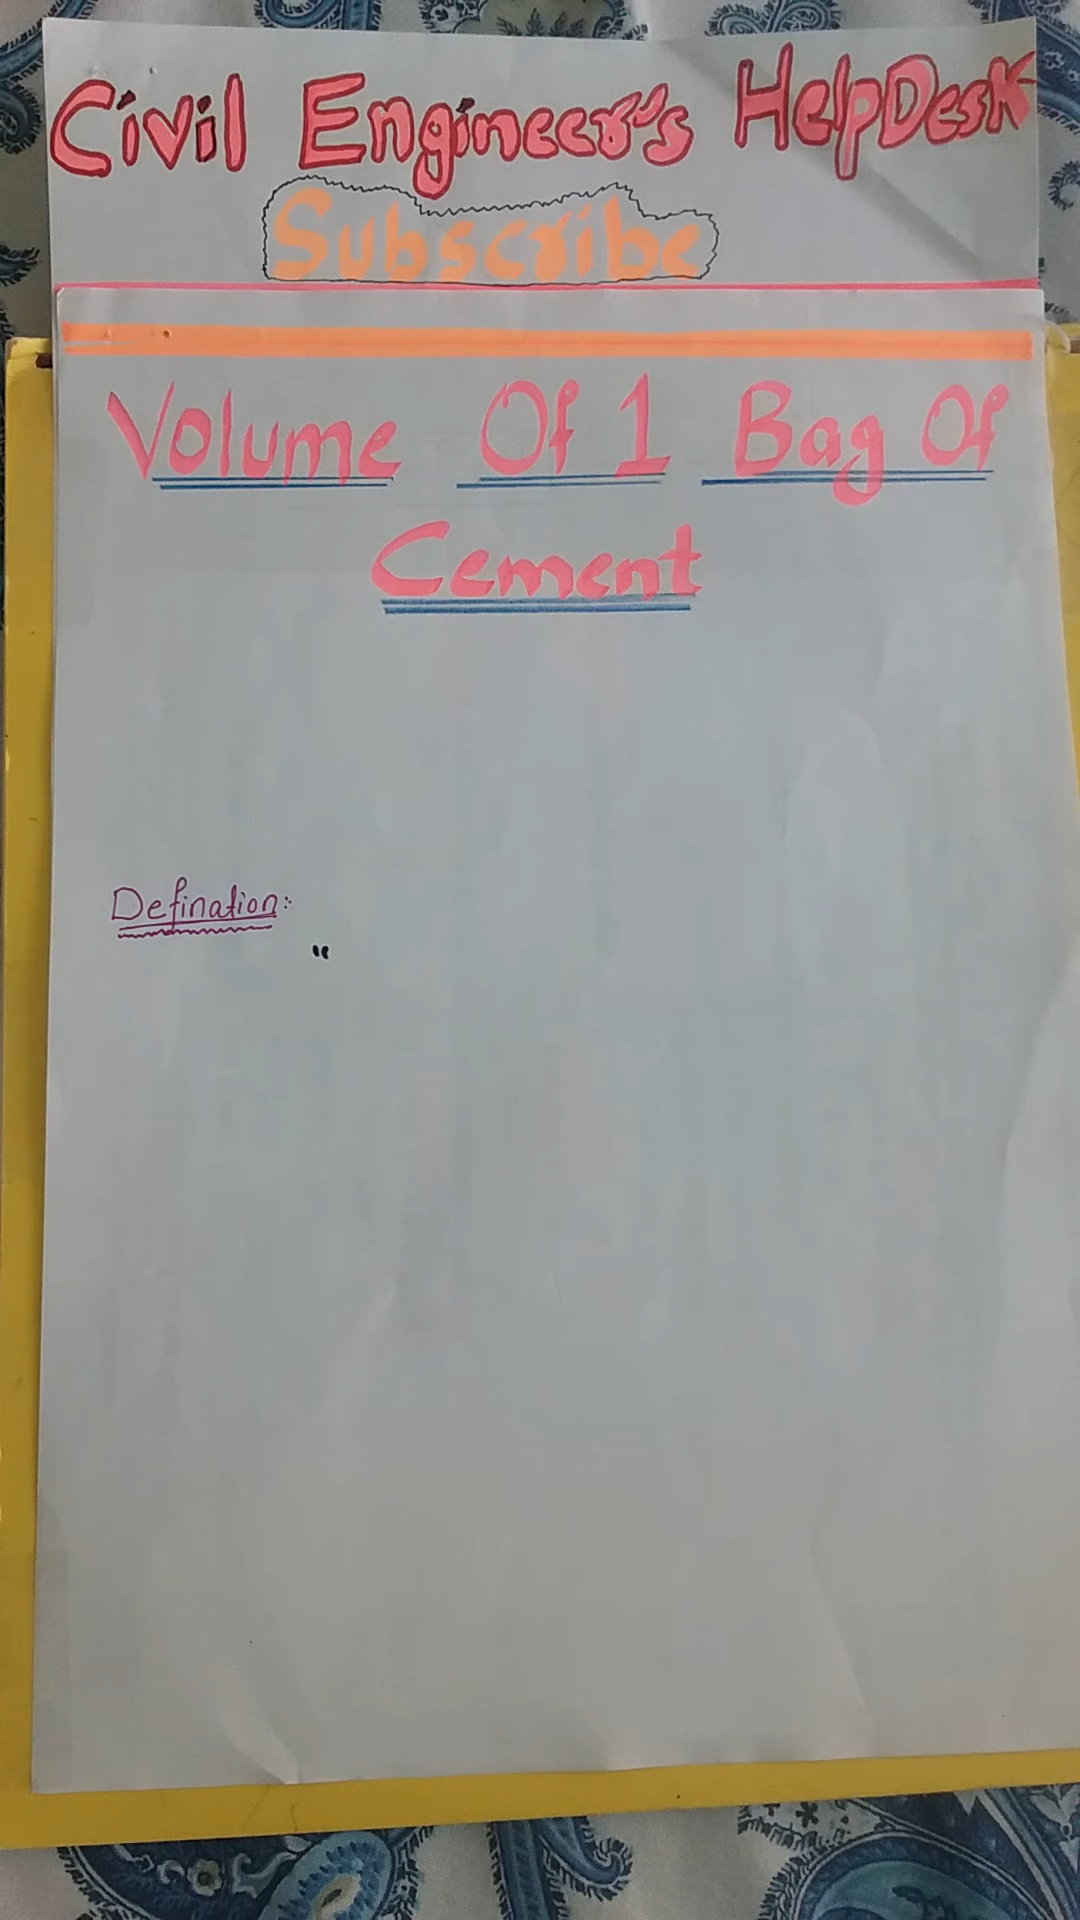 Civil Engineer's HelpDesk
Subscribe
Volume Of 1 Bag Of
Cement
Defination:
"